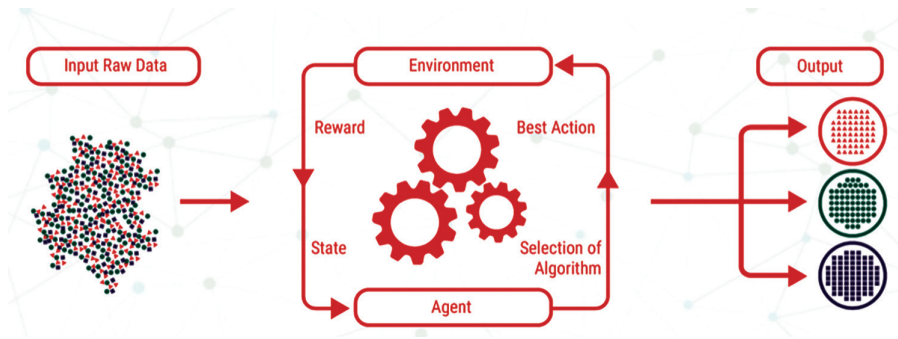 Input Raw Data
Environment
Output
Reward
Best Action
State
Selection of
Algorithm
Agent